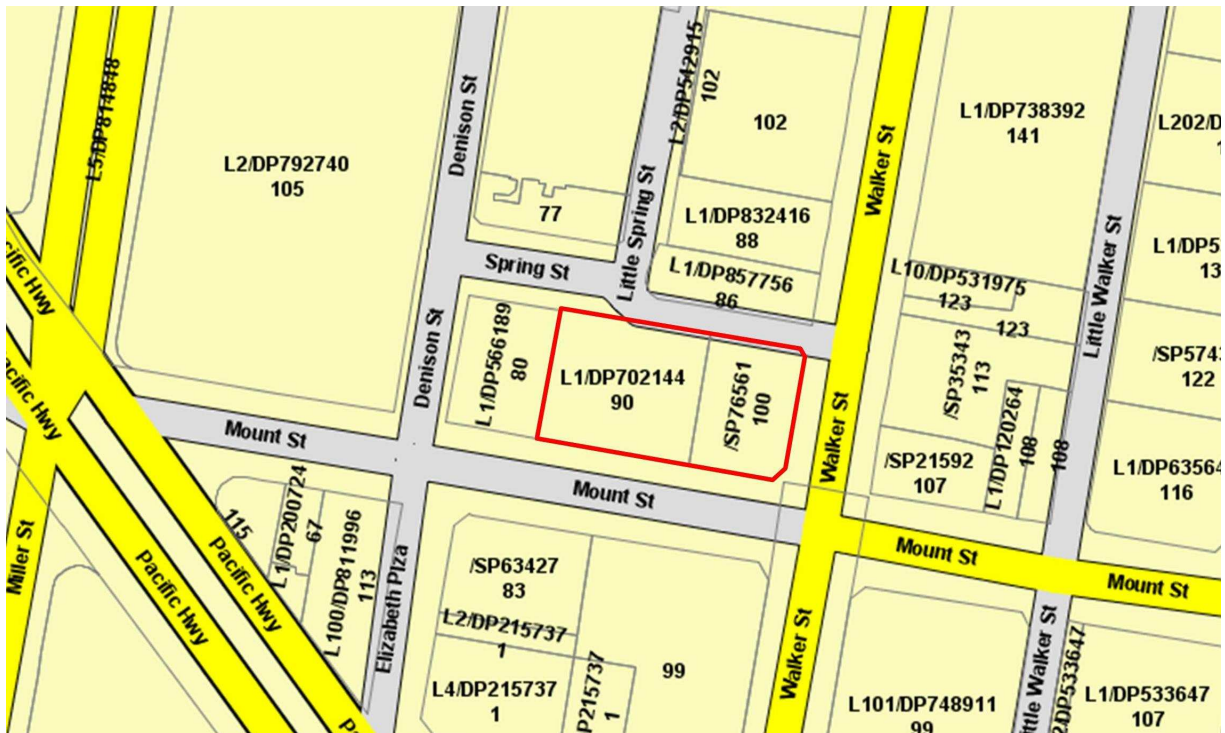 L5/DP814848
L2/DP792740
105
Denison St
77
L2/DP542915
102
102
Little Spring St
Walker St
L1/DP738392
141
L202/D
L1/DP832416
88
Spring St
L1/DP857756
86
L10/DP531975
123
123
Little Walker St
L1/DP5
13
Pacific Hwy
Denison St
L1/DP566189
80
L1/DP702144
90
/SP76561
100
Walker St
/SP35343
113
/SP5743
122
L1/DP120264
108
108
/SP21592
107
L1/DP63564
116
Pacific Hwy
Mount St
Mount St
Mount St
Mount St
Miller St
115
L1/DP200724
67
L100/DP811996
113
Pacific Hwy
Pacific Hwy
Elizabeth Plza
/SP63427
83
L2/DP215737
1
L4/DP215737
1
P215737
1
99
Walker St
L101/DP748911
99
ittle Walker St
2/DP533647
L1/DP533647
107
P